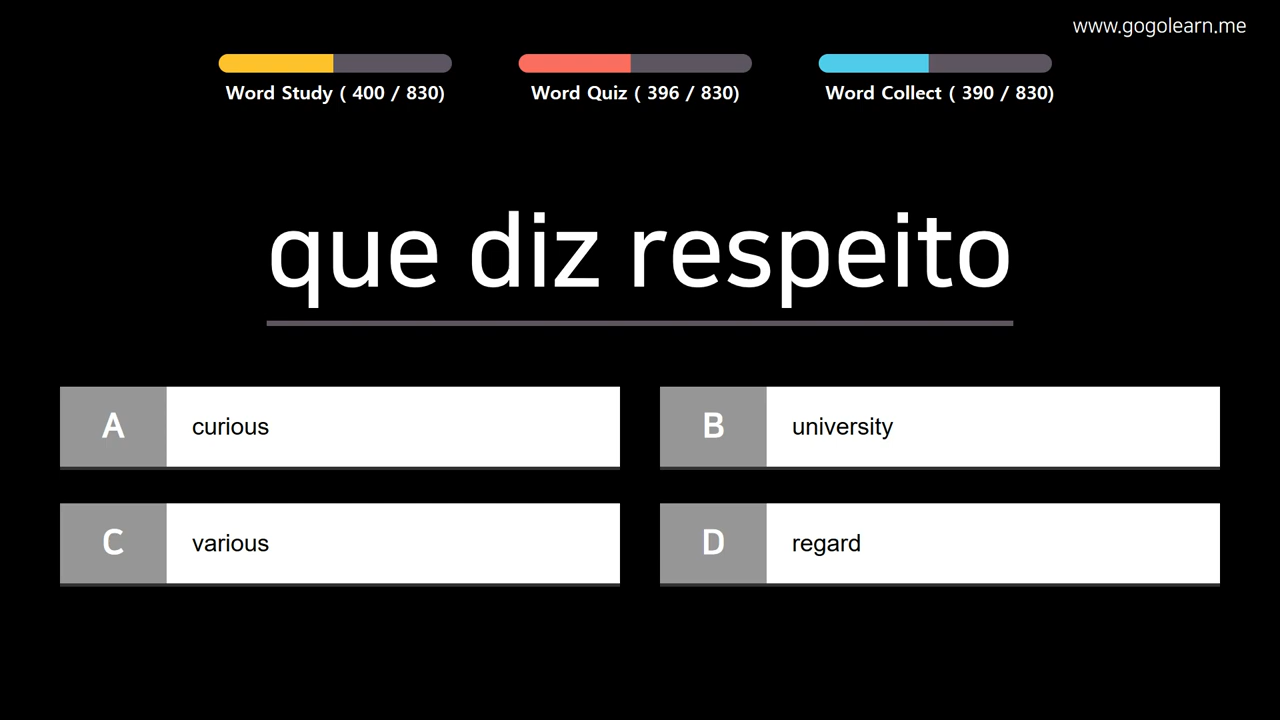 www.gogolearn.me
Word Study ( 400 / 830)
Word Quiz ( 396 / 830)
Word Collect ( 390 / 830)
que diz respeito
A curious
B university
C various
D regard